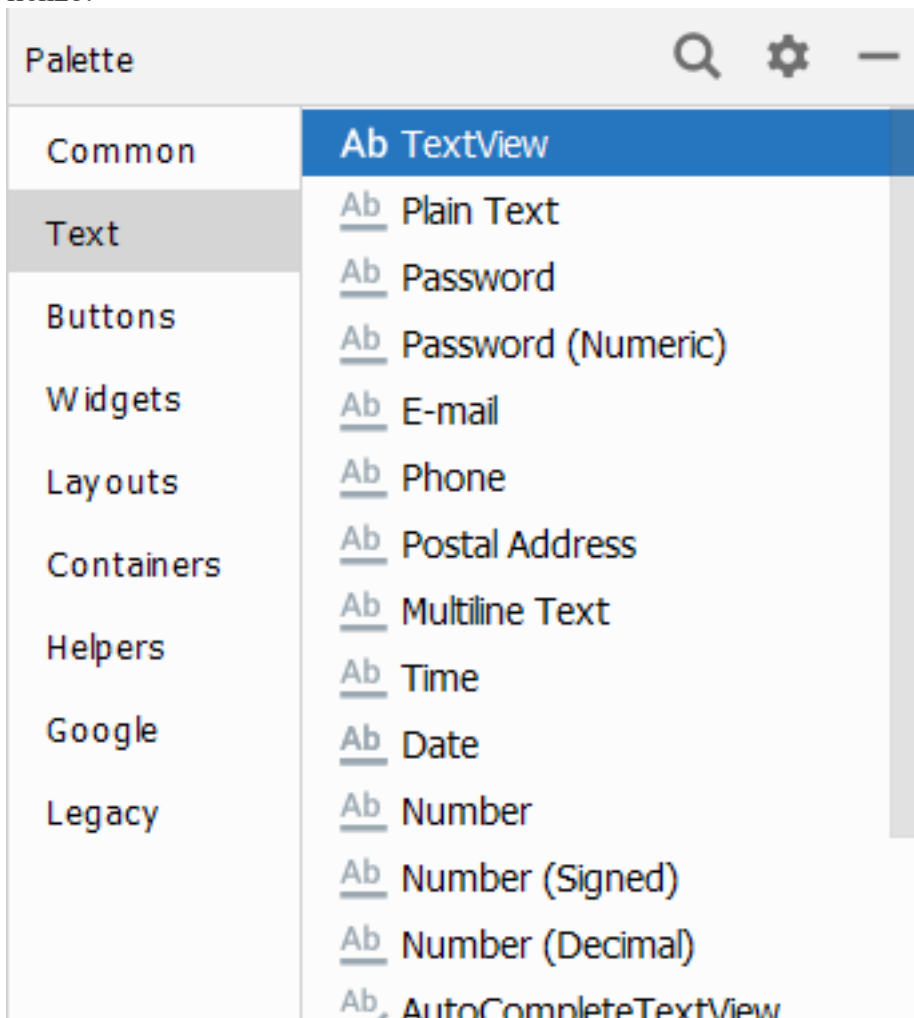 Palette
Common
Text
Buttons
Widgets
Layouts
Containers
Helpers
Google
Legacy
Ab TextView
Ab Plain Text
Ab Password
Ab Password (Numeric)
Ab E-mail
Ab Phone
Ab Postal Address
Ab Multiline Text
Ab Time
Ab Date
Ab Number
Ab Number (Signed)
Ab Number (Decimal)
Ab AutoCompleteTextView